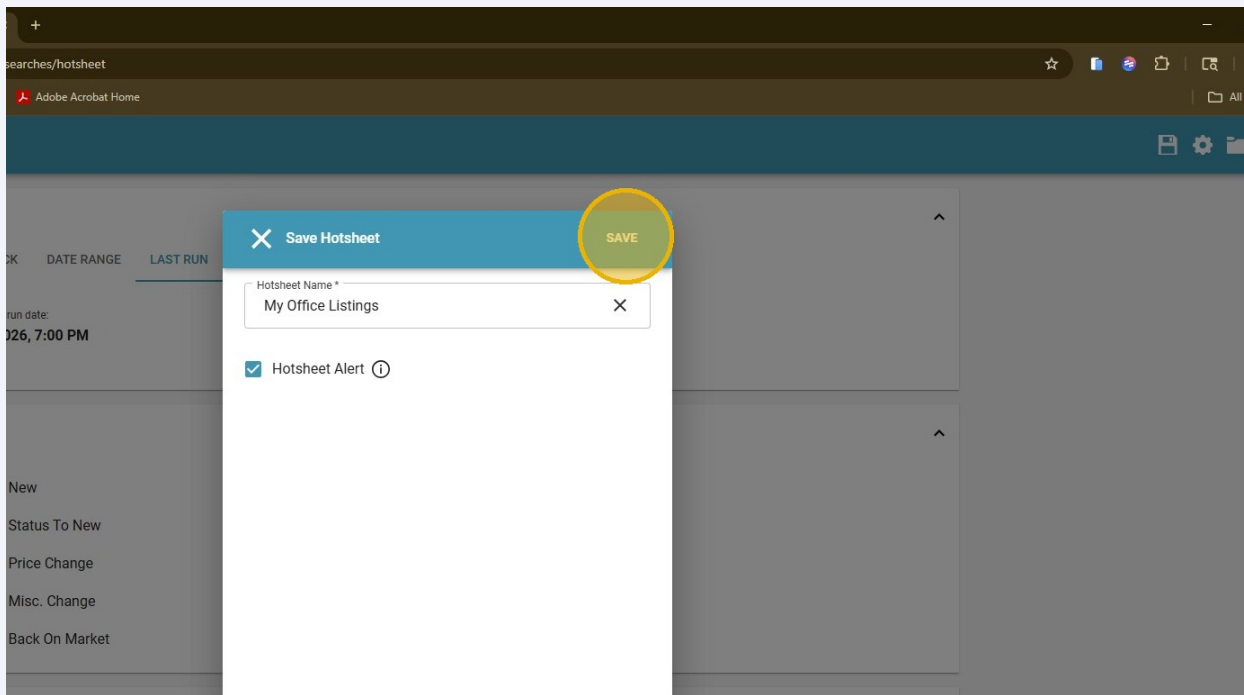 +
searches/hotsheet
Adobe Acrobat Home
All
Save Hotsheet
SAVE
DATE RANGE
LAST RUN
Hotsheet Name *
My Office Listings
run date:
026, 7:00 PM
Hotsheet Alert
New
Status To New
Price Change
Misc. Change
Back On Market